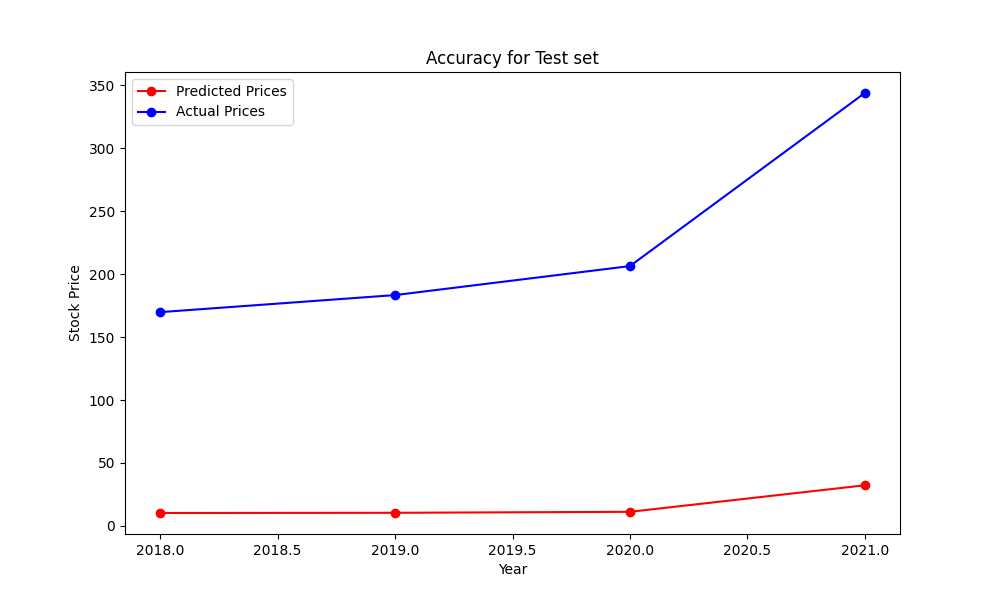 Accuracy for Test set
Predicted Prices
Actual Prices
Stock Price
350
300
250
200
150
100
50
0
2018.0 2018.5 2019.0 2019.5 2020.0 2020.5 2021.0
Year